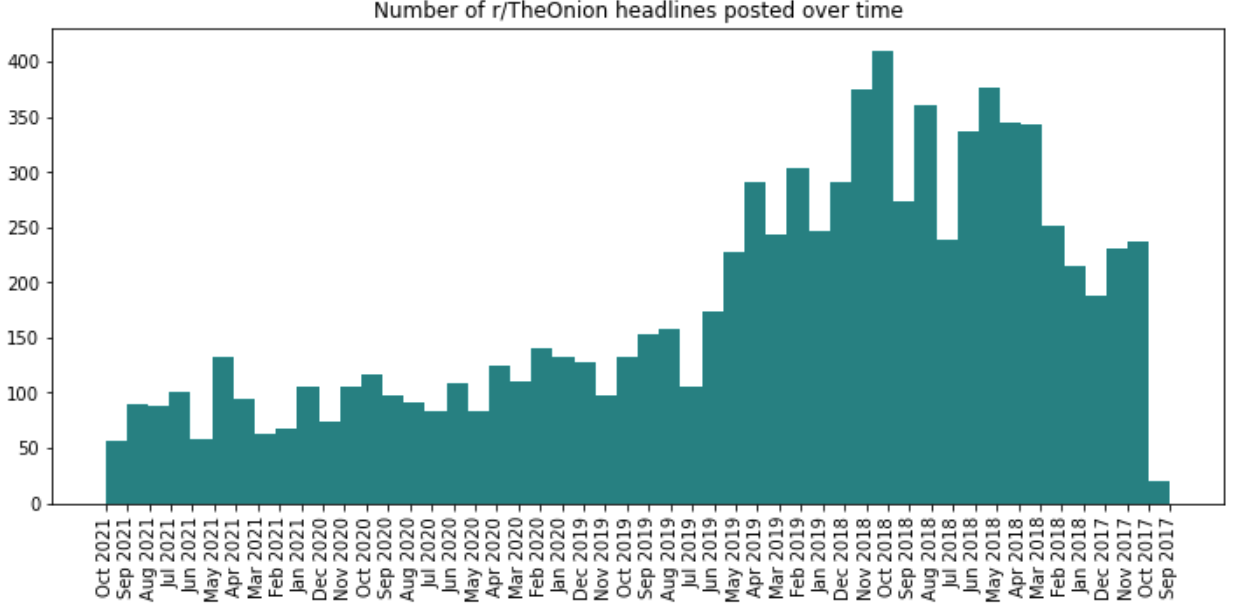 Number of r/TheOnion headlines posted over time
400
350
300
250
200
150
100
50
0
Oct 2021
Sep 2021
Aug 2021
Jul 2021
Jun 2021
May 2021
Apr 2021
Mar 2021
Feb 2021
Jan 2021
Dec 2020
Nov 2020
Oct 2020
Sep 2020
Aug 2020
Jul 2020
Jun 2020
May 2020
Apr 2020
Mar 2020
Feb 2020
Jan 2020
Dec 2019
Nov 2019
Oct 2019
Sep 2019
Aug 2019
Jul 2019
Jun 2019
May 2019
Apr 2019
Mar 2019
Feb 2019
Jan 2019
Dec 2018
Nov 2018
Oct 2018
Sep 2018
Aug 2018
Jul 2018
Jun 2018
May 2018
Apr 2018
Mar 2018
Feb 2018
Jan 2018
Dec 2017
Nov 2017
Oct 2017
Sep 2017